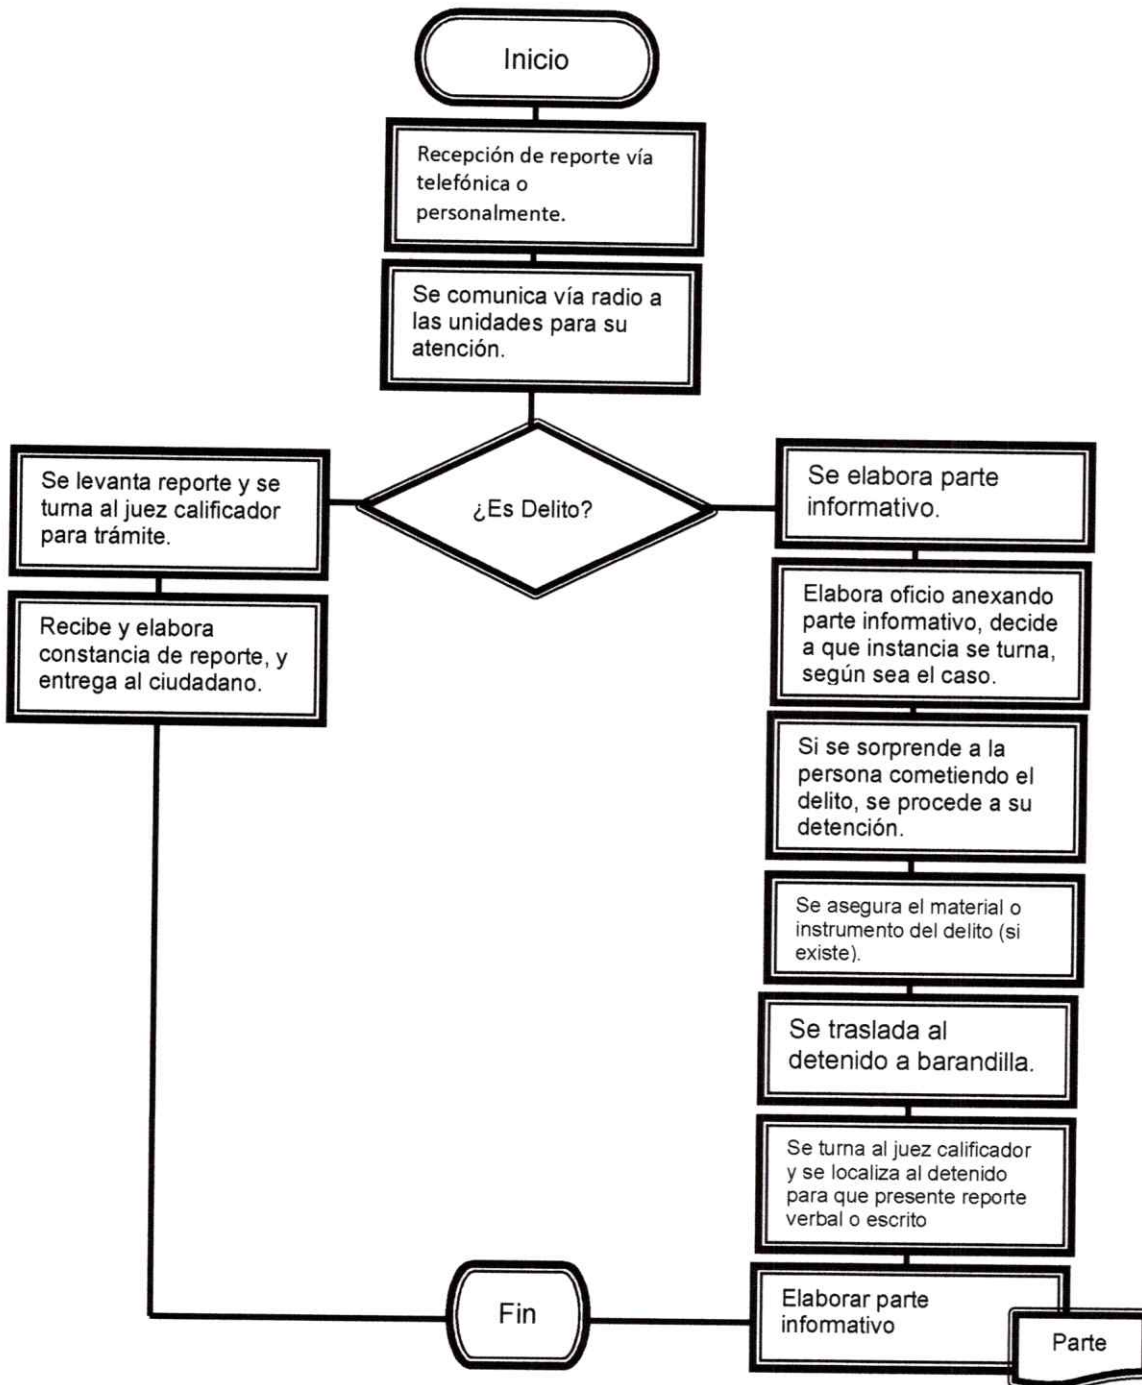 Inicio
Recepción de reporte vía
telefónica o
personalmente.
Se comunica vía radio a
las unidades para su
atención.
¿Es Delito?
Se levanta reporte y se
turna al juez calificador
para trámite.
Recibe y elabora
constancia de reporte, y
entrega al ciudadano.
Se elabora parte
informativo.
Elabora oficio anexando
parte informativo, decide
a que instancia se turna,
según sea el caso.
Si se sorprende a la
persona cometiendo el
delito, se procede a su
detención.
Se asegura el material o
instrumento del delito (si
existe).
Se traslada al
detenido a barandilla.
Se turna al juez calificador
y se localiza al detenido
para que presente reporte
verbal o escrito
Elaborar parte
informativo
Parte
Fin